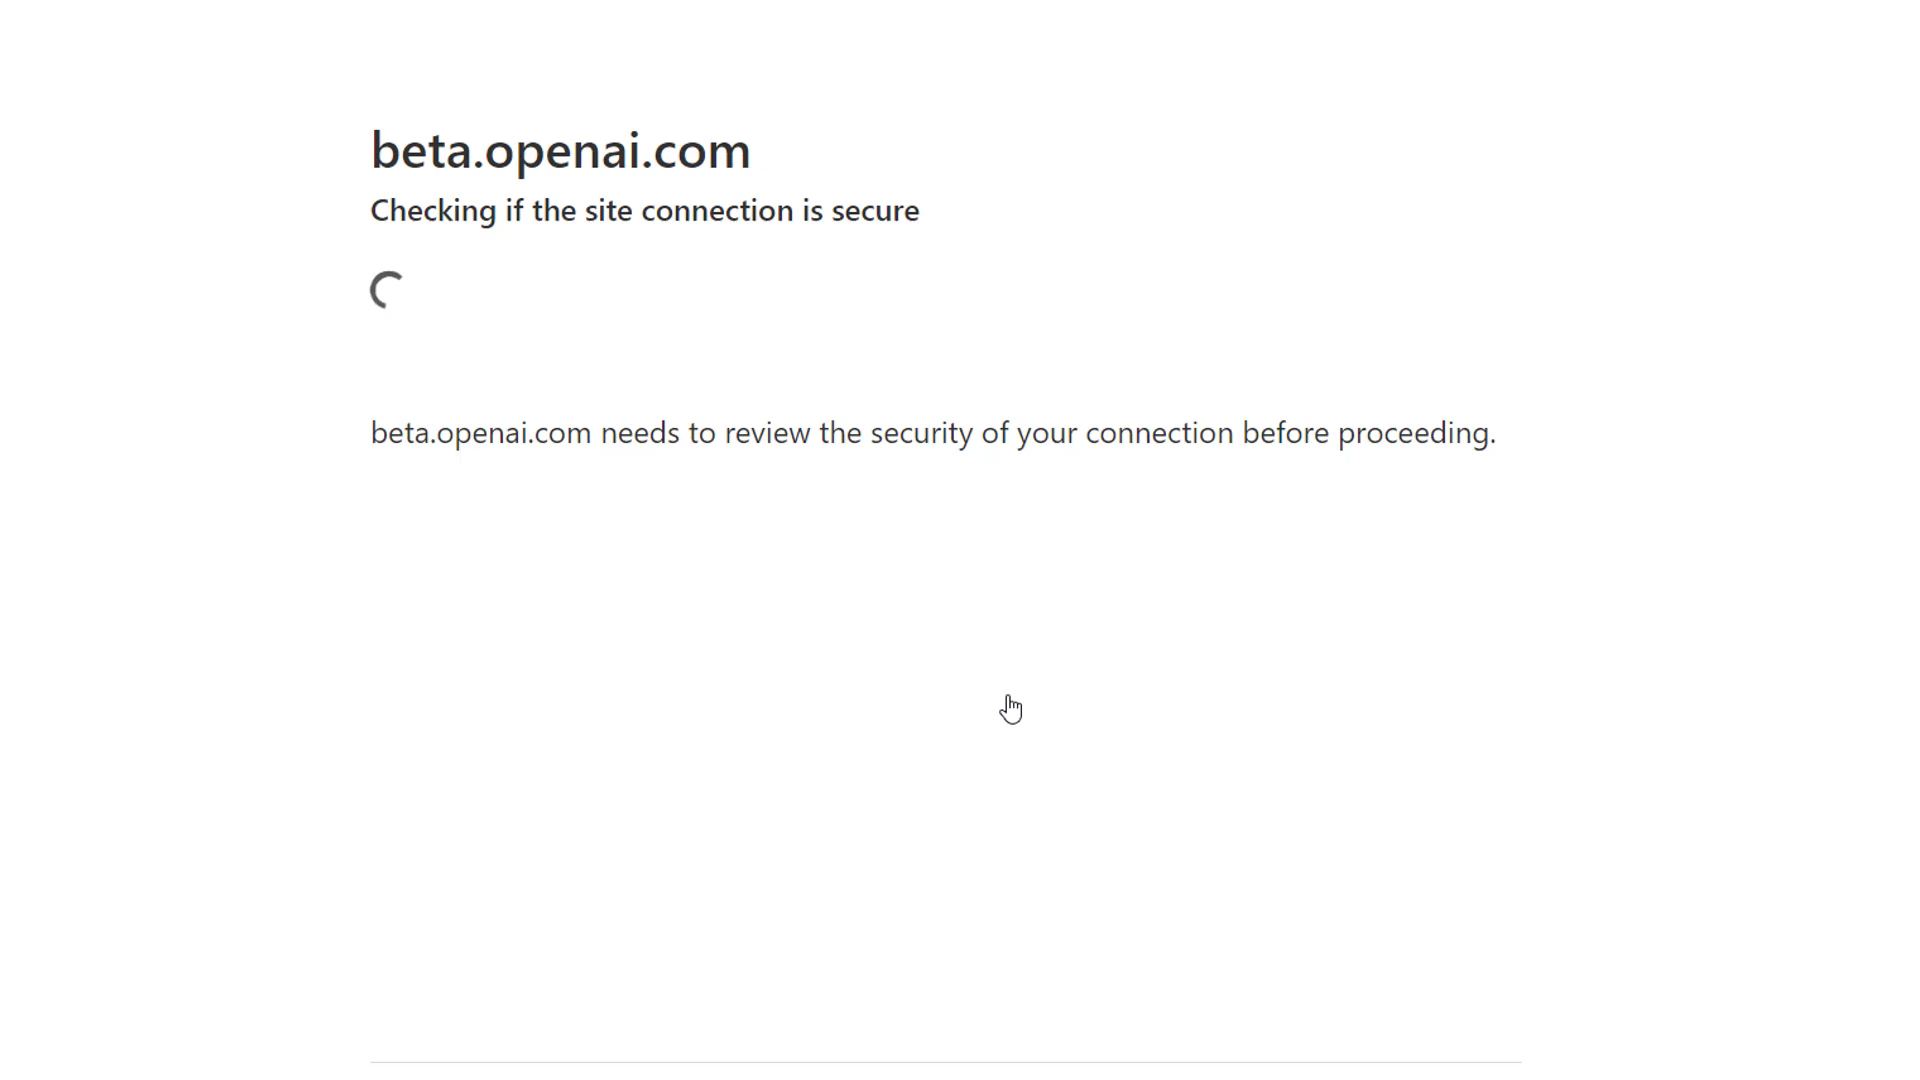 beta.openai.com
Checking if the site connection is secure
beta.openai.com needs to review the security of your connection before proceeding.